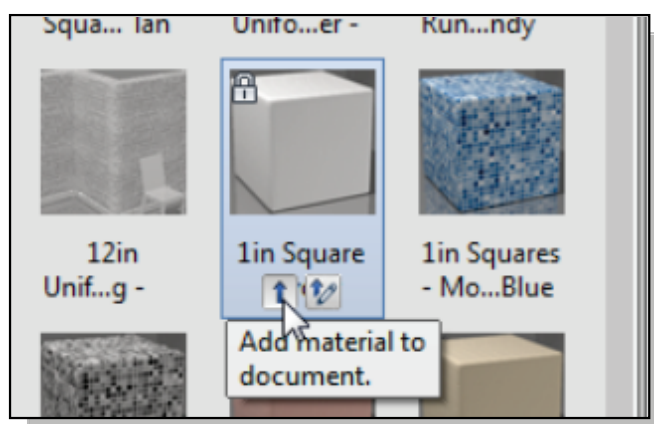 Squa... Tan
Unifo...er -
Run...ndy
12in
Unif...g -
1in Square
1in Squares
- Mo...Blue
Add material to
document.